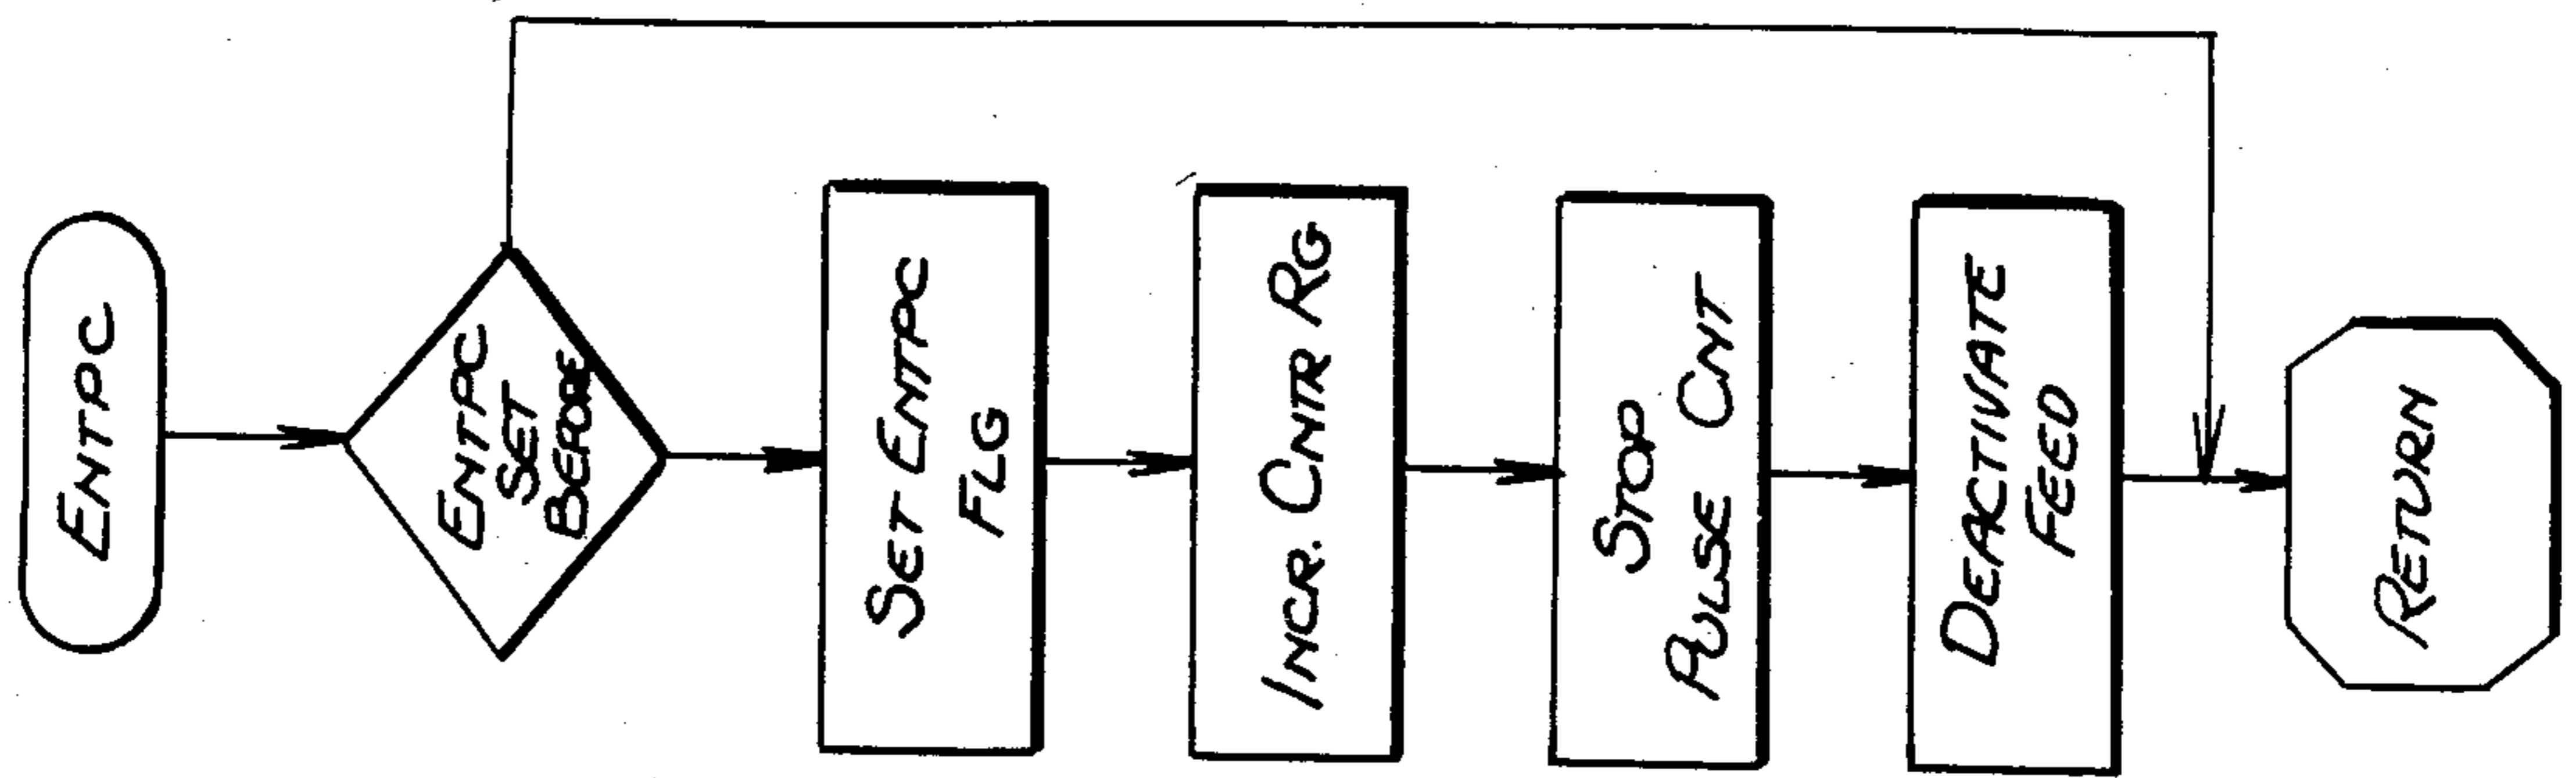 ENTPC
ENTPC
SET
BEFORE
SET ENTPC
FLG
INCR. CNTR RG
STOP
PULSE CNT
DEACTIVATE
FEED
RETURN